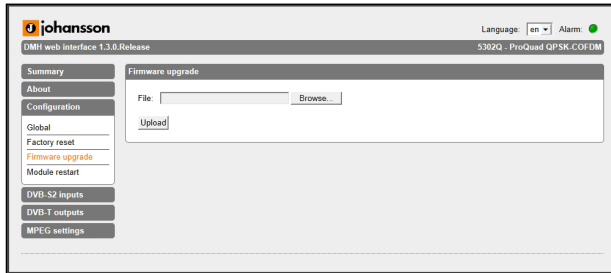 johansson
Language: en Alarm:
DMH web interface 1.3.0.Release
5302Q - ProQuad QPSK-COFDM
Summary
About
Configuration
Global
Factory reset
Firmware upgrade
Module restart
DVB-S2 inputs
DVB-T outputs
MPEG settings
Firmware upgrade
File: Browse...
Upload